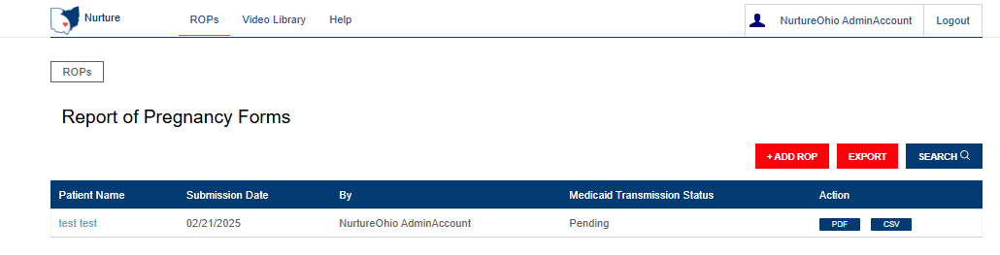 Nurture ROPs Video Library Help NurtureOhio AdminAccount Logout
ROPs
Report of Pregnancy Forms
+ ADD ROP EXPORT SEARCH
Patient Name Submission Date By Medicaid Transmission Status Action
test test 02/21/2025 NurtureOhio AdminAccount Pending PDF CSV